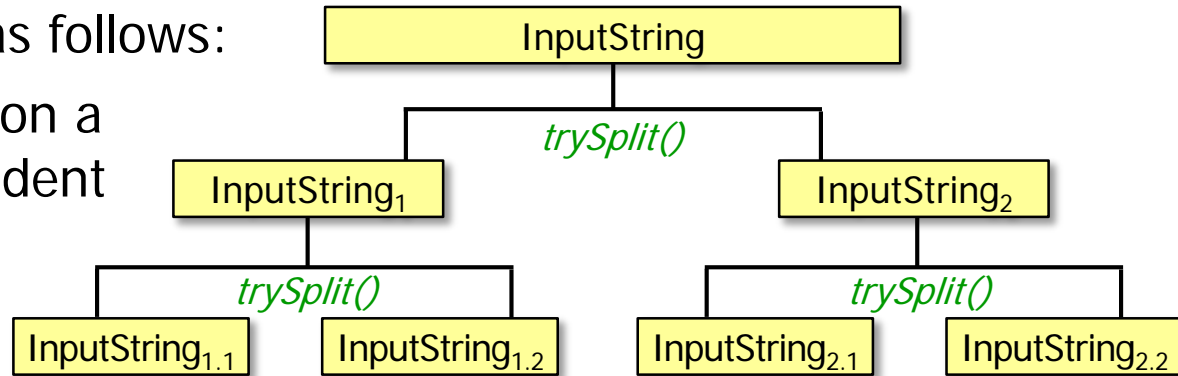 as follows:
InputString
on a
trySplit()
dent
InputString₁
InputString₂
trySplit()
trySplit()
InputString₁.₁
InputString₁.₂
InputString₂.₁
InputString₂.₂